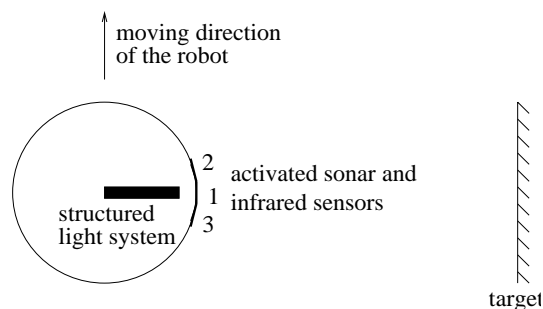 moving direction
of the robot
2
activated sonar and
1
infrared sensors
structured
3
light system
target